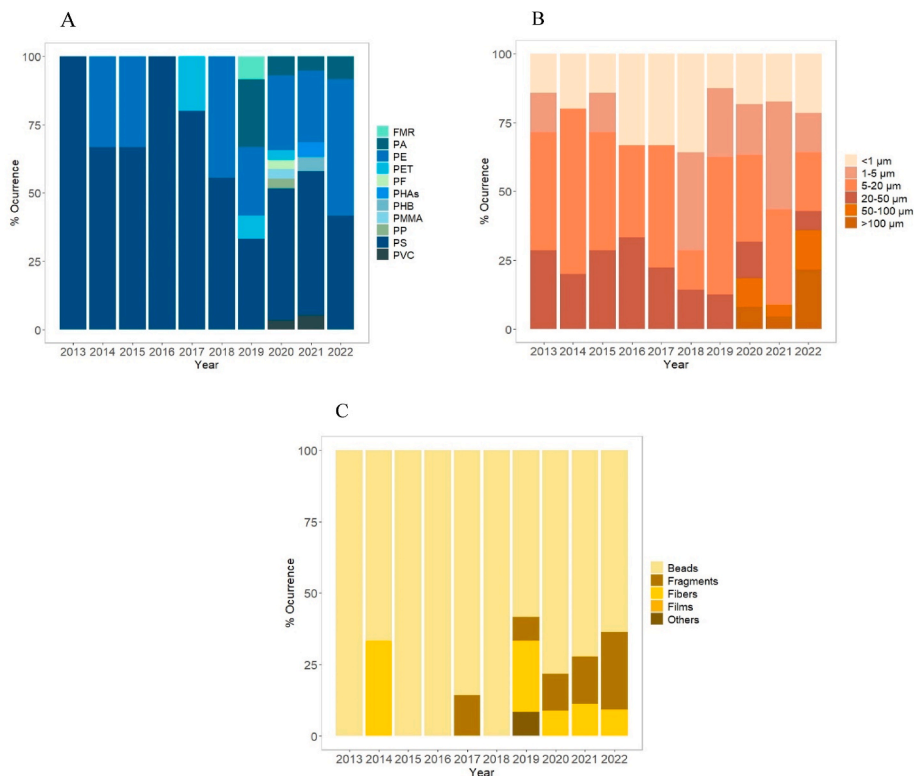 A
100
75
50
25
0
% Ocurrence
2013 2014 2015 2016 2017 2018 2019 2020 2021 2022
Year
FMR
PA
PE
PET
PF
PHAs
PHB
PMMA
PP
PS
PVC
B
100
75
50
25
0
% Ocurrence
2013 2014 2015 2016 2017 2018 2019 2020 2021 2022
Year
<1 µm
1-5 µm
5-20 µm
20-50 µm
50-100 µm
>100 µm
C
100
75
50
25
0
% Ocurrence
2013 2014 2015 2016 2017 2018 2019 2020 2021 2022
Year
Beads
Fragments
Fibers
Films
Others